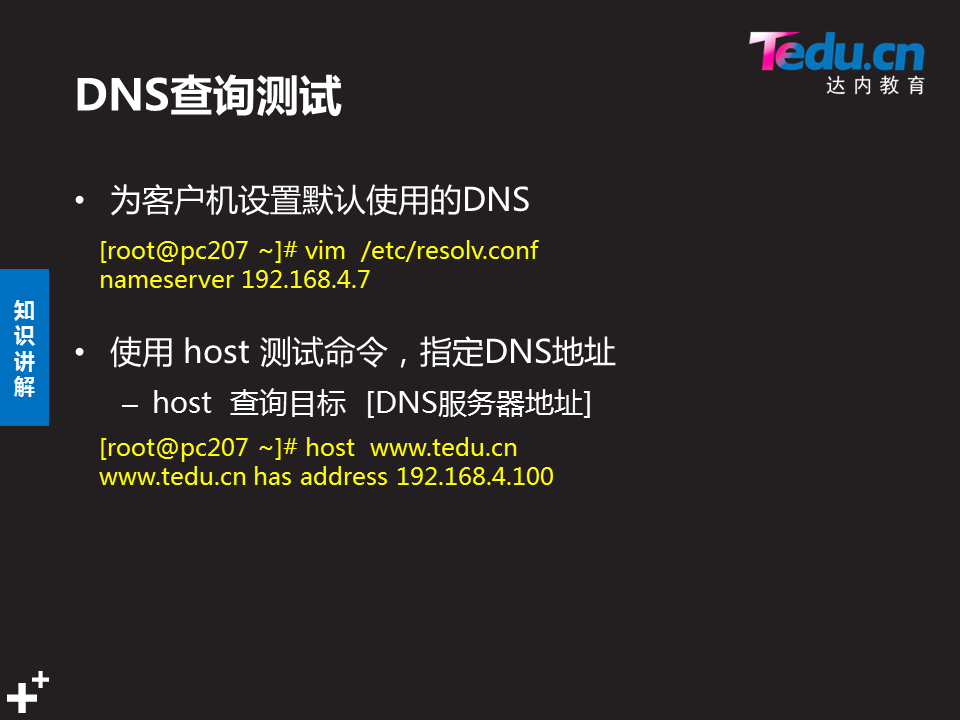 Tedu.cn
达内教育
DNS查询测试
• 为客户机设置默认使用的DNS
[root@pc207 ~]# vim  /etc/resolv.conf
nameserver 192.168.4.7
知识讲解
• 使用 host 测试命令，指定DNS地址
– host  查询目标  [DNS服务器地址]
[root@pc207 ~]# host  www.tedu.cn
www.tedu.cn has address 192.168.4.100